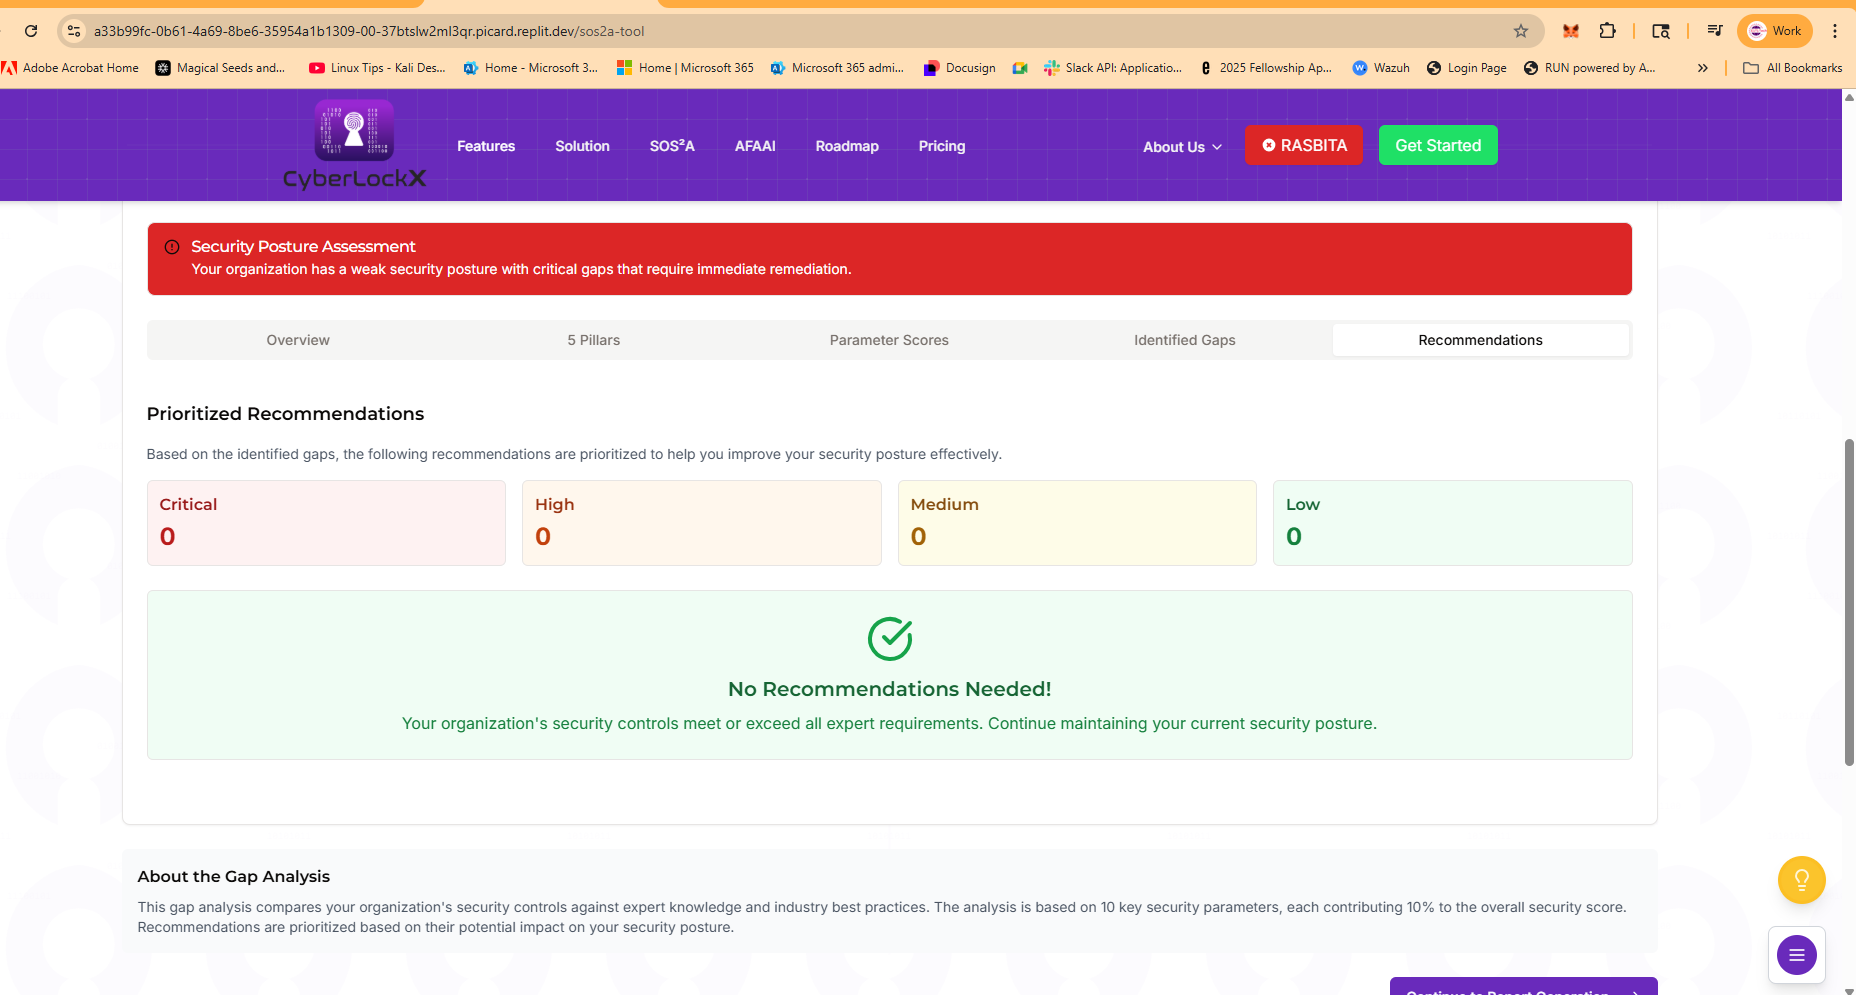 a33b99fc-0b61-4a69-8be6-35954a1b1309-00-37btslw2ml3qr.picard.replit.dev/sos2a-tool
Work
Adobe Acrobat Home
Magical Seeds and...
Linux Tips - Kali Des...
Home - Microsoft 3...
Home | Microsoft 365
Microsoft 365 admi...
Docusign
Slack API: Applicatio...
2025 Fellowship Ap...
Wazuh
Login Page
RUN powered by A...
All Bookmarks
CyberLockX
Features
Solution
SOS²A
AFAAI
Roadmap
Pricing
About Us
RASBITA
Get Started
Security Posture Assessment
Your organization has a weak security posture with critical gaps that require immediate remediation.
Overview
5 Pillars
Parameter Scores
Identified Gaps
Recommendations
Prioritized Recommendations
Based on the identified gaps, the following recommendations are prioritized to help you improve your security posture effectively.
Critical
0
High
0
Medium
0
Low
0
No Recommendations Needed!
Your organization's security controls meet or exceed all expert requirements. Continue maintaining your current security posture.
About the Gap Analysis
This gap analysis compares your organization's security controls against expert knowledge and industry best practices. The analysis is based on 10 key security parameters, each contributing 10% to the overall security score.
Recommendations are prioritized based on their potential impact on your security posture.
Continue to Report Generation